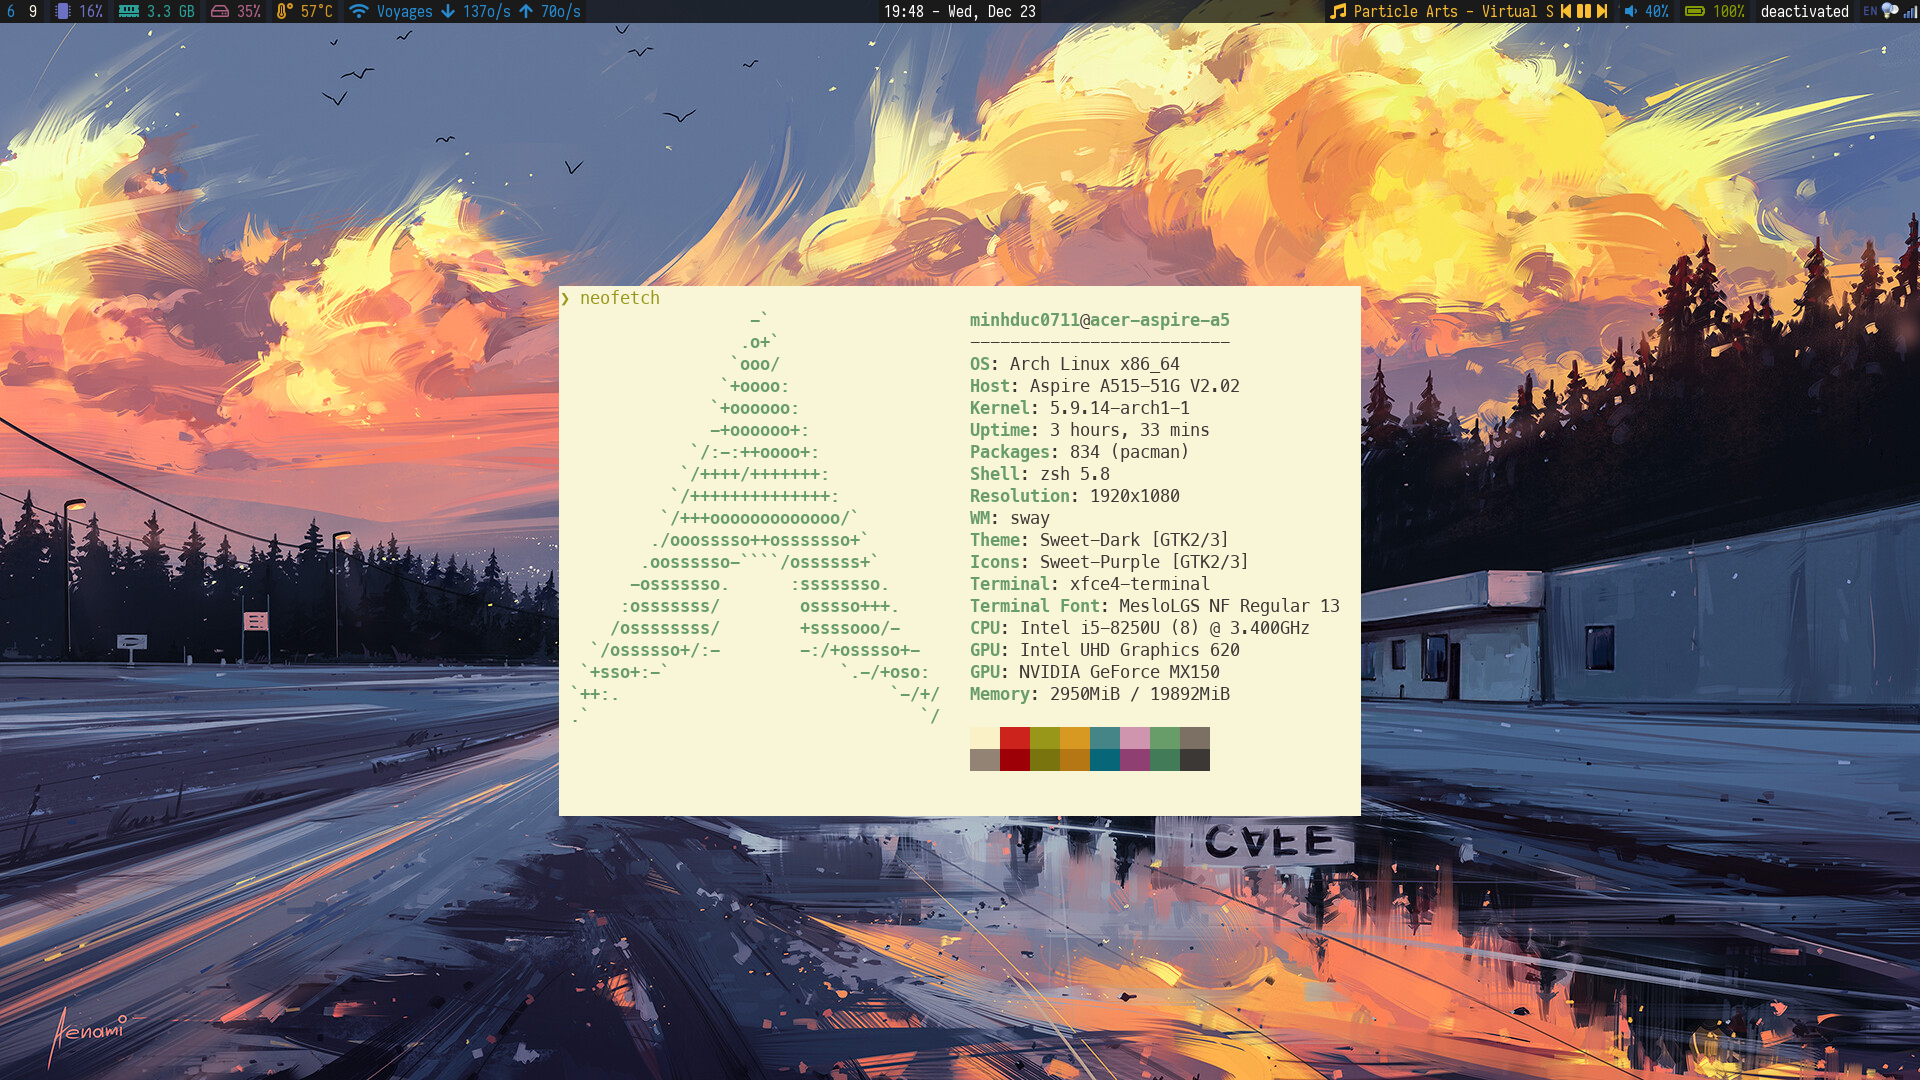 6 9 16% 3.3 GB 35% 57°C Voyages 137o/s 70o/s 19:48 - Wed, Dec 23 Particle Arts - Virtual S 40% 100% deactivated EN
❯ neofetch
-`
.o+`
`ooo/
`+oooo:
`+oooooo:
-+oooooo+:
`/:-:++oooo+:
`/++++/+++++++:
`/++++++++++++++:
`/+++ooooooooooooo/`
./ooosssso++osssssso+`
.oossssso-````/ossssss+`
-osssssso.      :ssssssso.
:osssssss/        osssso+++.
/ossssssss/        +ssssooo/-
`/ossssso+/:-        -:/+osssso+-
`+sso+:-`                 `.-/+oso:
`++:.                           `-/+/
.`                                 `/
minhduc0711@acer-aspire-a5
--------------------------
OS: Arch Linux x86_64
Host: Aspire A515-51G V2.02
Kernel: 5.9.14-arch1-1
Uptime: 3 hours, 33 mins
Packages: 834 (pacman)
Shell: zsh 5.8
Resolution: 1920x1080
WM: sway
Theme: Sweet-Dark [GTK2/3]
Icons: Sweet-Purple [GTK2/3]
Terminal: xfce4-terminal
Terminal Font: MesloLGS NF Regular 13
CPU: Intel i5-8250U (8) @ 3.400GHz
GPU: Intel UHD Graphics 620
GPU: NVIDIA GeForce MX150
Memory: 2950MiB / 19892MiB
CAFE
Aenami